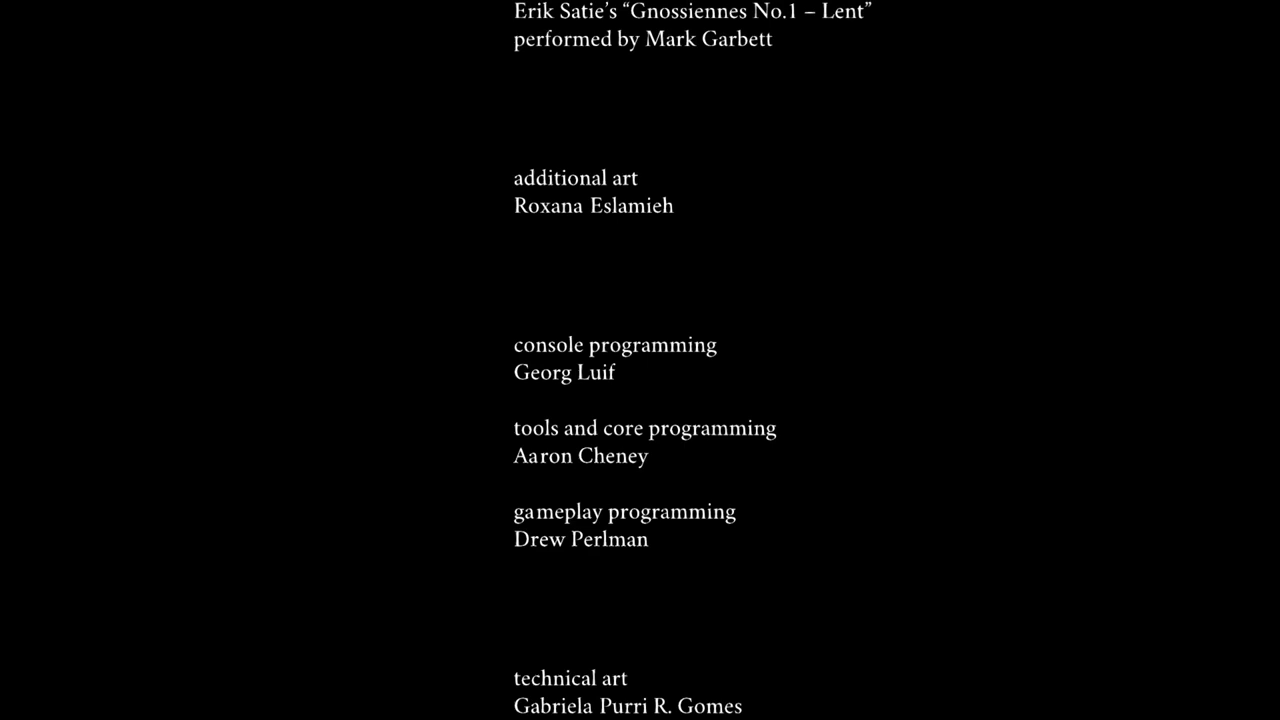 Erik Satie’s “Gnossiennes No.1 – Lent”
performed by Mark Garbett
additional art
Roxana Eslamieh
console programming
Georg Luif
tools and core programming
Aaron Cheney
gameplay programming
Drew Perlman
technical art
Gabriela Purri R. Gomes